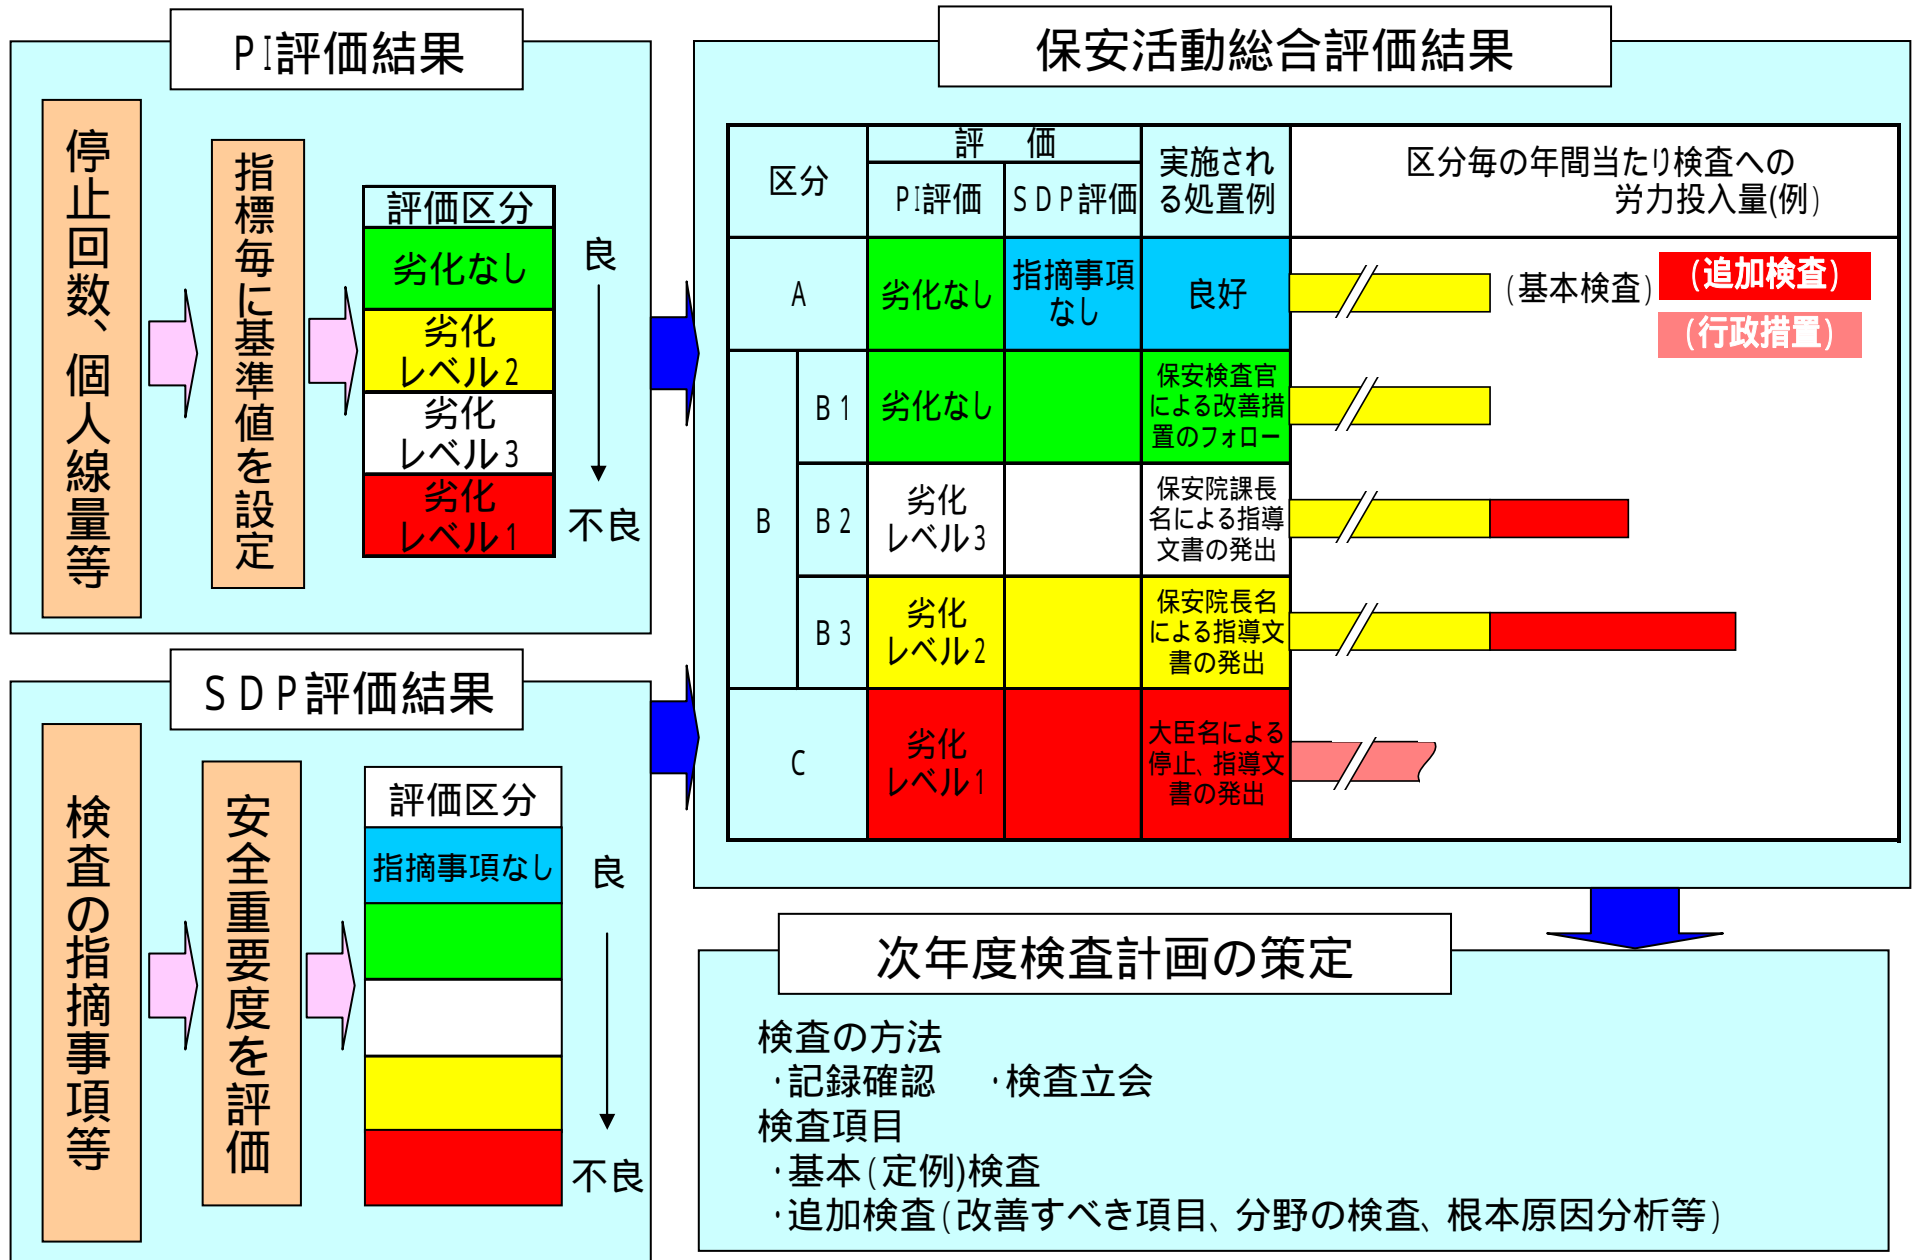 PI評価結果
停止回数、個人線量等
指標毎に基準値を設定
評価区分
劣化なし
劣化
レベル2
劣化
レベル3
劣化
レベル1
良
不良
SDP評価結果
検査の指摘事項等
安全重要度を評価
評価区分
指摘事項なし
良
不良
保安活動総合評価結果
区分
評 価
PI評価
SDP評価
実施され
る処置例
区分毎の年間当たり検査への
労力投入量(例)
A
劣化なし
指摘事項
なし
良好
(基本検査)
(追加検査)
(行政措置)
B
B1
劣化なし
保安検査官
による改善措
置のフォロー
B2
劣化
レベル3
保安院課長
名による指導
文書の発出
B3
劣化
レベル2
保安院長名
による指導文
書の発出
C
劣化
レベル1
大臣名による
停止、指導文
書の発出
次年度検査計画の策定
検査の方法
・記録確認 ・検査立会
検査項目
・基本(定例)検査
・追加検査(改善すべき項目、分野の検査、根本原因分析等)